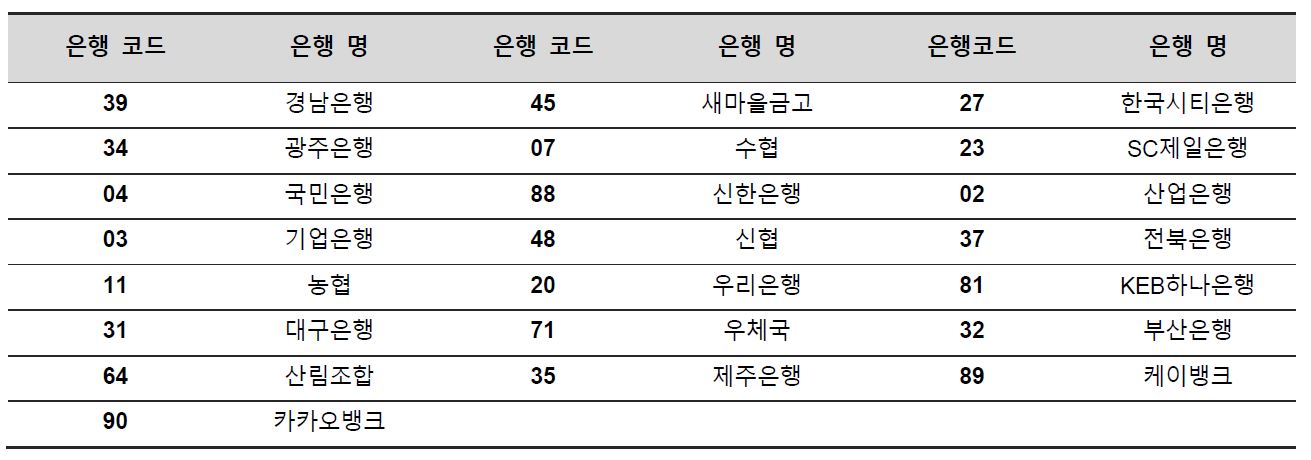 은행 코드 은행 명 은행 코드 은행 명 은행코드 은행 명
39 경남은행 45 새마을금고 27 한국시티은행
34 광주은행 07 수협 23 SC제일은행
04 국민은행 88 신한은행 02 산업은행
03 기업은행 48 신협 37 전북은행
11 농협 20 우리은행 81 KEB하나은행
31 대구은행 71 우체국 32 부산은행
64 산림조합 35 제주은행 89 케이뱅크
90 카카오뱅크